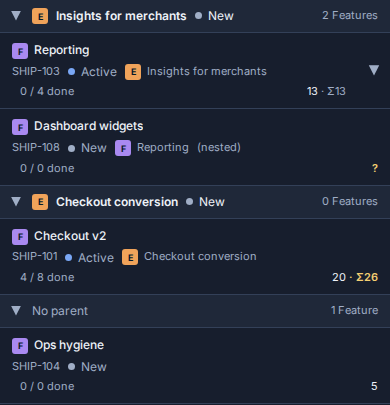 E Insights for merchants New 2 Features
F Reporting
SHIP-103 Active E Insights for merchants
0 / 4 done 13 · Σ13
F Dashboard widgets
SHIP-108 New F Reporting (nested)
0 / 0 done ?
E Checkout conversion New 0 Features
F Checkout v2
SHIP-101 Active E Checkout conversion
4 / 8 done 20 · Σ26
No parent 1 Feature
F Ops hygiene
SHIP-104 New
0 / 0 done 5